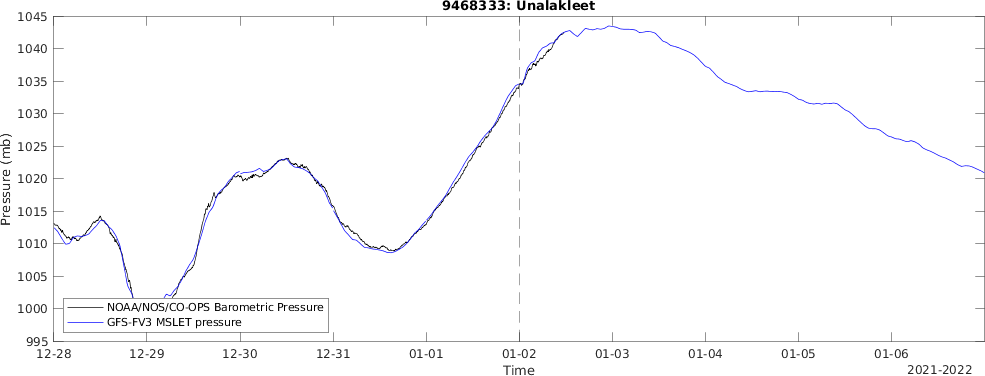 9468333: Unalakleet
Pressure (mb)
1045
1040
1035
1030
1025
1020
1015
1010
1005
1000
995
NOAA/NOS/CO-OPS Barometric Pressure
GFS-FV3 MSLET pressure
12-28 12-29 12-30 12-31 01-01 01-02 01-03 01-04 01-05 01-06
Time
2021-2022